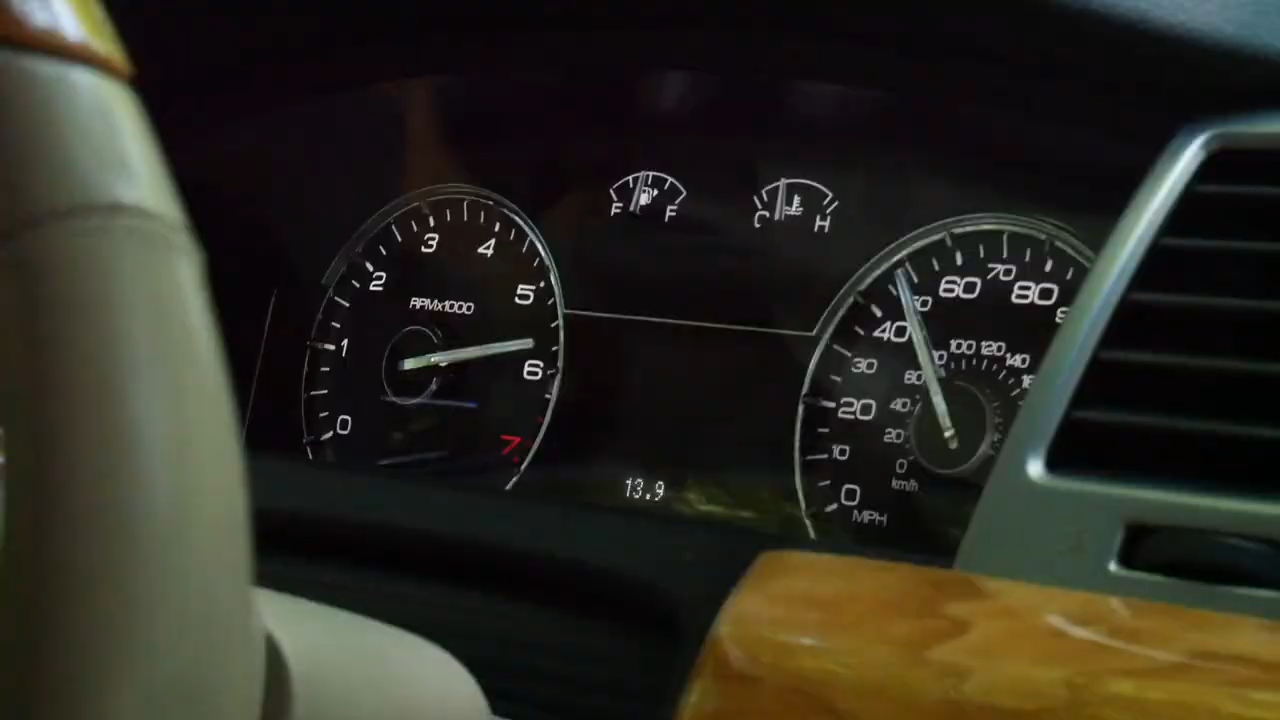 F F
C H
RPMx1000
0 1 2 3 4 5 6 7
13.9
0 10 20 30 40 50 60 70 80
MPH
0 20 40 60 100 120 140
km/h